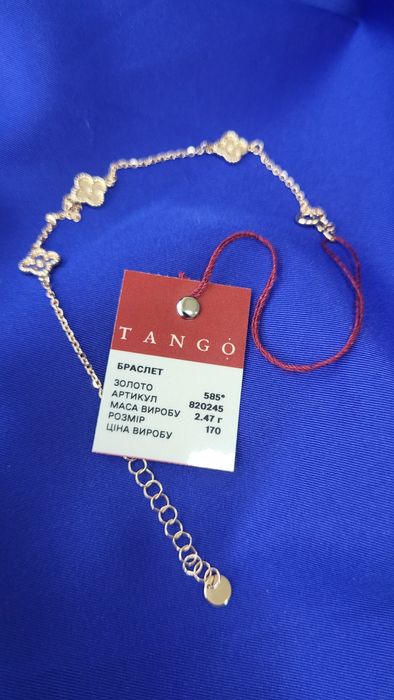 TANGO
БРАСЛЕТ
ЗОЛОТО 585°
АРТИКУЛ 820245
МАСА ВИРОБУ 2.47 г
РОЗМІР 170
ЦІНА ВИРОБУ